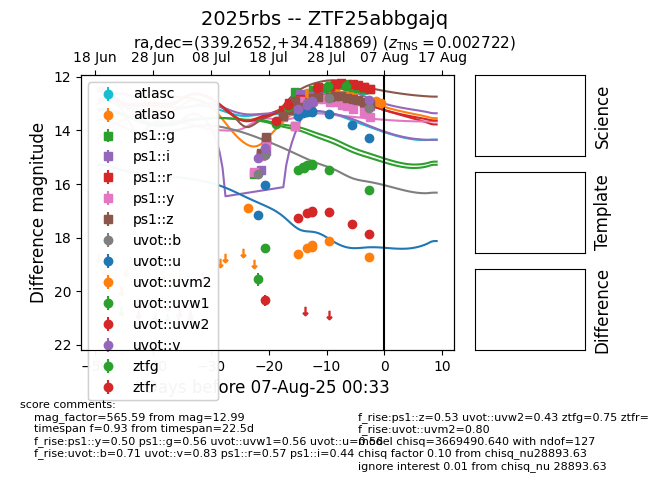 2025rbs -- ZTF25abbgajq
ra,dec=(339.2652,+34.418869) (z_TNS = 0.002722)
18 Jun 28 Jun 08 Jul 18 Jul 28 Jul 07 Aug 17 Aug
12
14
16
18
20
22
Difference magnitude
atlasc
atlaso
ps1::g
ps1::i
ps1::r
ps1::y
ps1::z
uvot::b
uvot::u
uvot::uvm2
uvot::uvw1
uvot::uvw2
uvot::v
ztfg
ztfr
Science
Template
Difference
−20 −10 0 10
before 07-Aug-25 00:33
score comments:
mag_factor=565.59 from mag=12.99
timespan f=0.93 from timespan=22.5d
f_rise:ps1::y=0.50 ps1::g=0.56 uvot::uvw1=0.56 uvot::u=0.56
f_rise:uvot::b=0.71 uvot::v=0.83 ps1::r=0.57 ps1::i=0.44
f_rise:ps1::z=0.53 uvot::uvw2=0.43 ztfg=0.75 ztfr=
f_rise:uvot::uvm2=0.80
model chisq=3669490.640 with ndof=127
chisq factor 0.10 from chisq_nu28893.63
ignore interest 0.01 from chisq_nu 28893.63